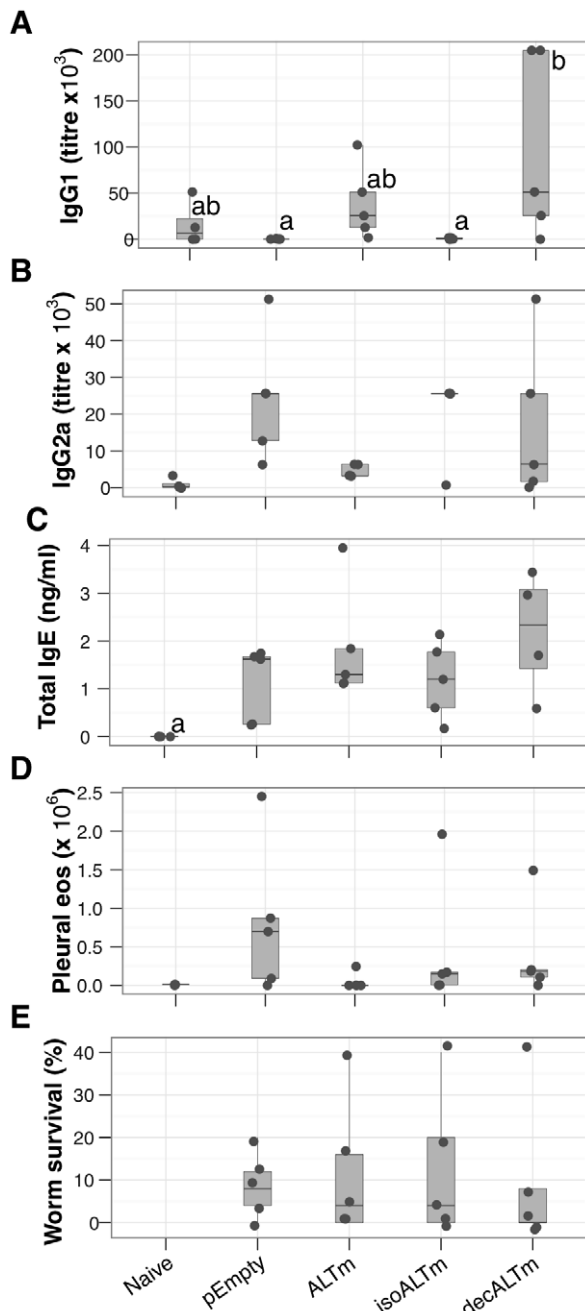 A
IgG1 (titre x10³)
200
150
100
50
0
ab
a
ab
a
b
B
IgG2a (titre x 10³)
50
40
30
20
10
0
C
Total IgE (ng/ml)
4
3
2
1
0
a
D
Pleural eos (x 10⁶)
2.5
2.0
1.5
1.0
0.5
0.0
E
Worm survival (%)
40
30
20
10
0
Naive
pEmpty
ALTm
isoALTm
decALTm